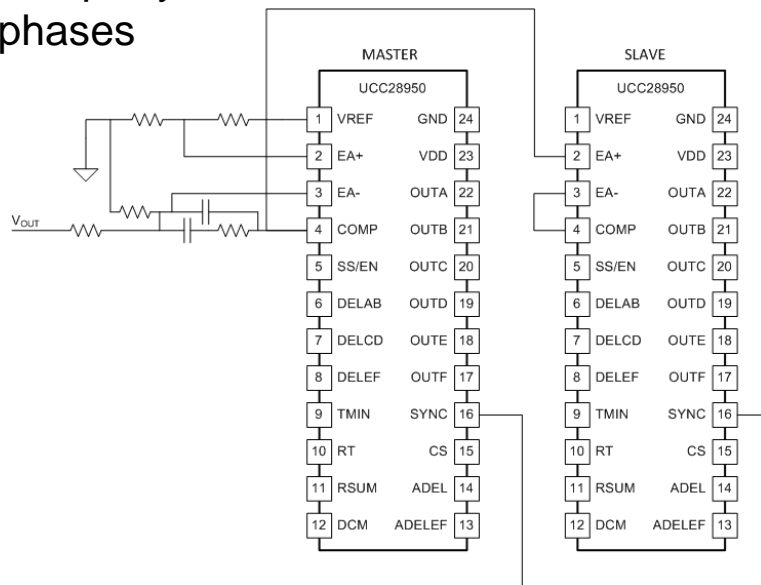 phases
MASTER
SLAVE
UCC28950
1 VREF GND 24
2 EA+ VDD 23
3 EA- OUTA 22
4 COMP OUTB 21
5 SS/EN OUTC 20
6 DELAB OUTD 19
7 DELCD OUTE 18
8 DELEF OUTF 17
9 TMIN SYNC 16
10 RT CS 15
11 RSUM ADEL 14
12 DCM ADELEF 13
VOUT
UCC28950
1 VREF GND 24
2 EA+ VDD 23
3 EA- OUTA 22
4 COMP OUTB 21
5 SS/EN OUTC 20
6 DELAB OUTD 19
7 DELCD OUTE 18
8 DELEF OUTF 17
9 TMIN SYNC 16
10 RT CS 15
11 RSUM ADEL 14
12 DCM ADELEF 13